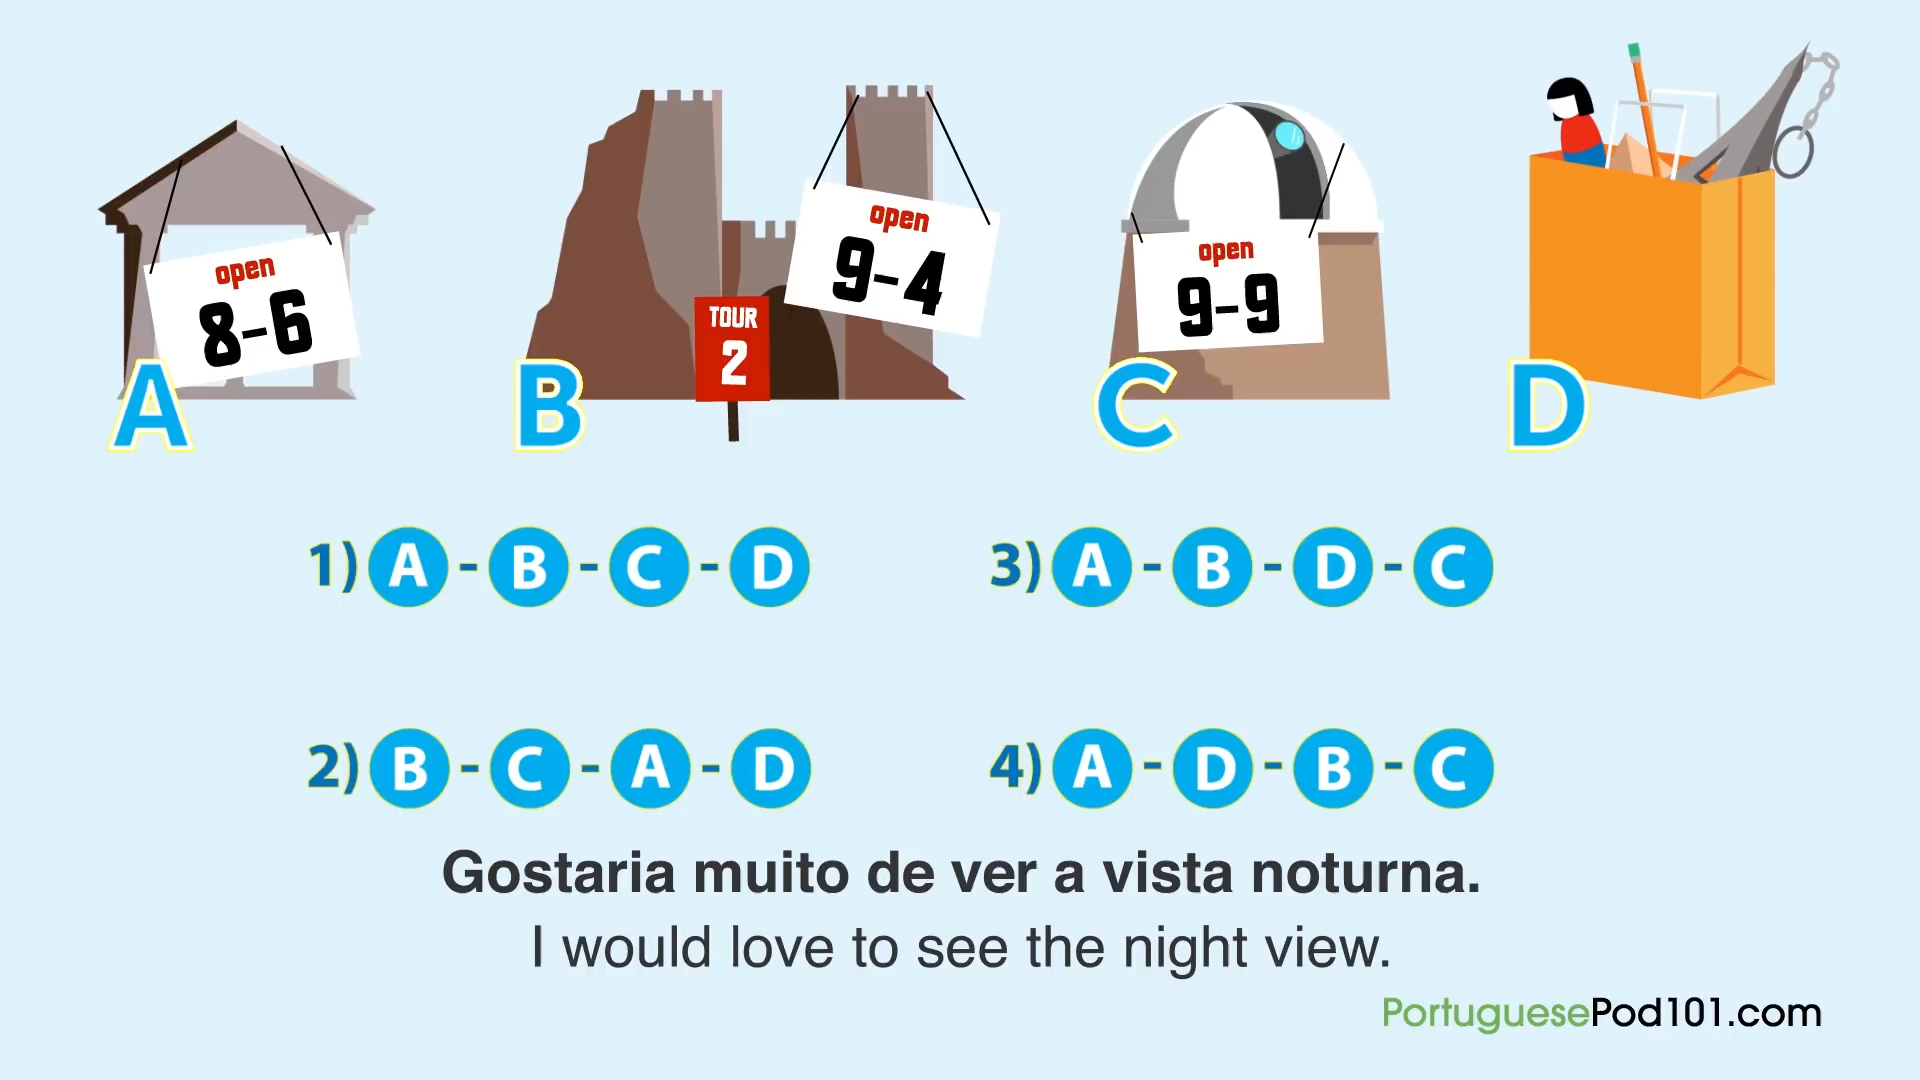 open
8-6
A
TOUR
2
open
9-4
B
open
9-9
C
D
1) A - B - C - D
3) A - B - D - C
2) B - C - A - D
4) A - D - B - C
Gostaria muito de ver a vista noturna.
I would love to see the night view.
PortuguesePod101.com